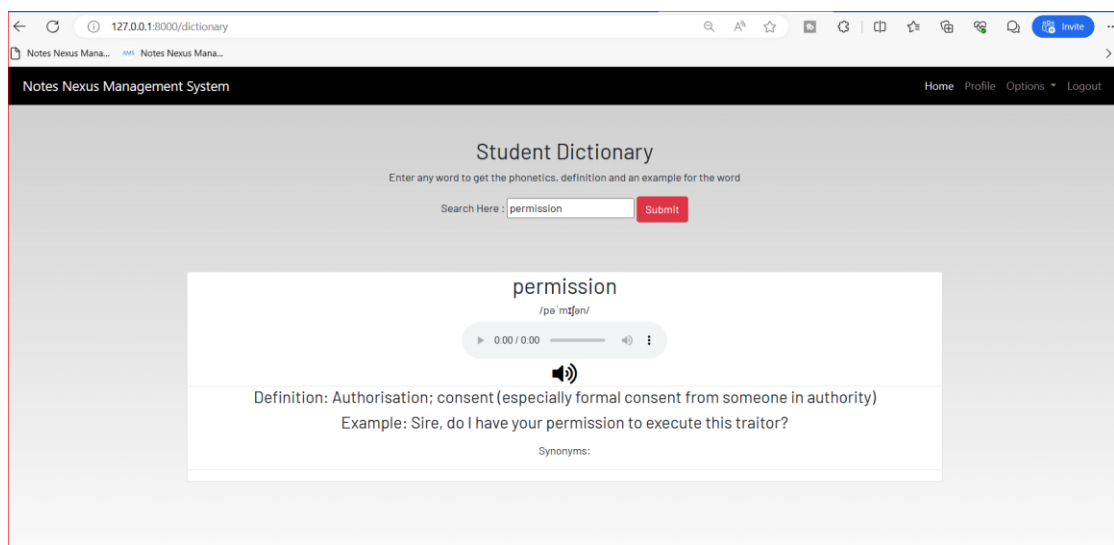 127.0.0.1:8000/dictionary
Invite
Notes Nexus Mana... AMS Notes Nexus Mana...
Notes Nexus Management System Home Profile Options Logout
Student Dictionary
Enter any word to get the phonetics, definition and an example for the word
Search Here : permission Submit
permission
/pəˈmɪʃən/
0:00 / 0:00
Definition: Authorisation; consent (especially formal consent from someone in authority)
Example: Sire, do I have your permission to execute this traitor?
Synonyms: